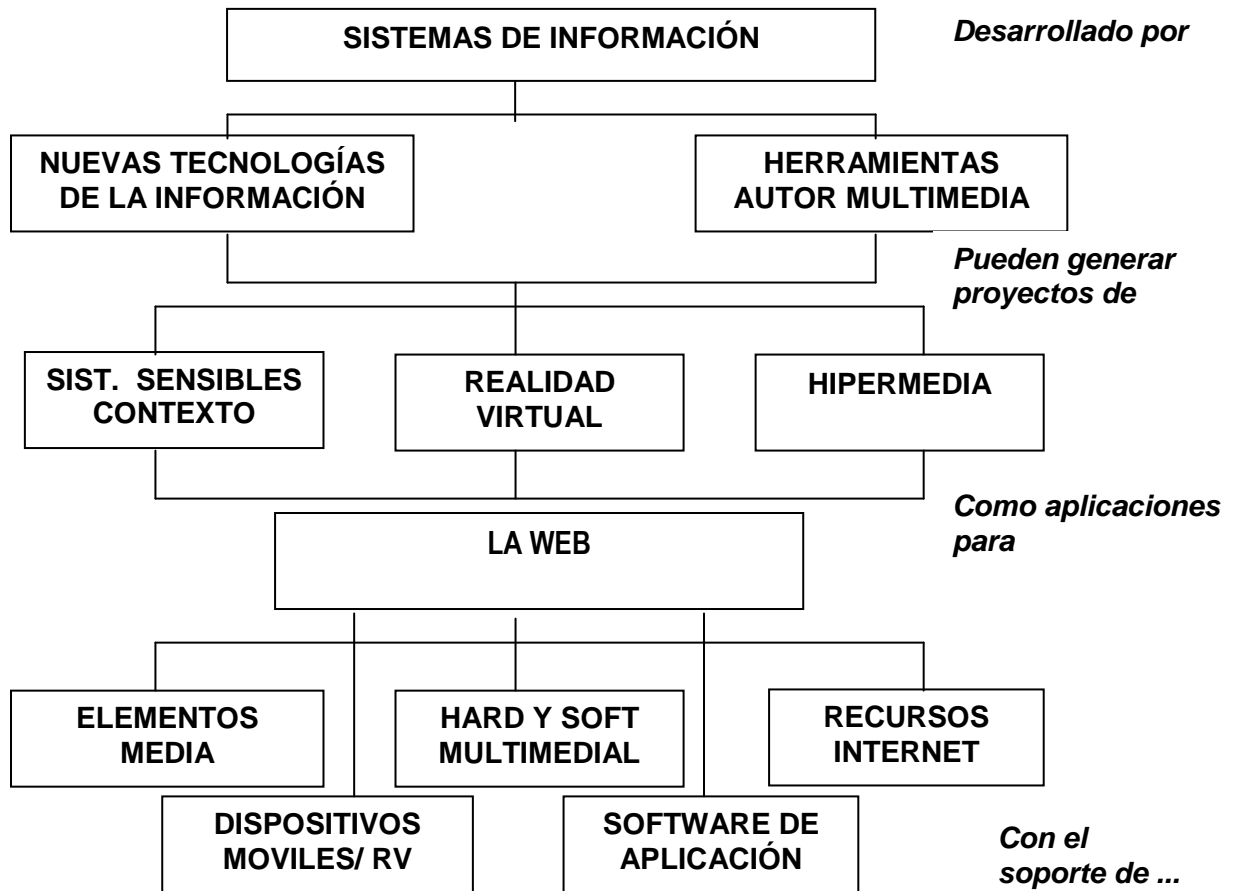 SISTEMAS DE INFORMACIÓN
Desarrollado por
NUEVAS TECNOLOGÍAS
DE LA INFORMACIÓN
HERRAMIENTAS
AUTOR MULTIMEDIA
Pueden generar
proyectos de
SIST. SENSIBLES
CONTEXTO
REALIDAD
VIRTUAL
HIPERMEDIA
Como aplicaciones
para
LA WEB
ELEMENTOS
MEDIA
HARD Y SOFT
MULTIMEDIAL
RECURSOS
INTERNET
DISPOSITIVOS
MOVILES/ RV
SOFTWARE DE
APLICACIÓN
Con el
soporte de ...